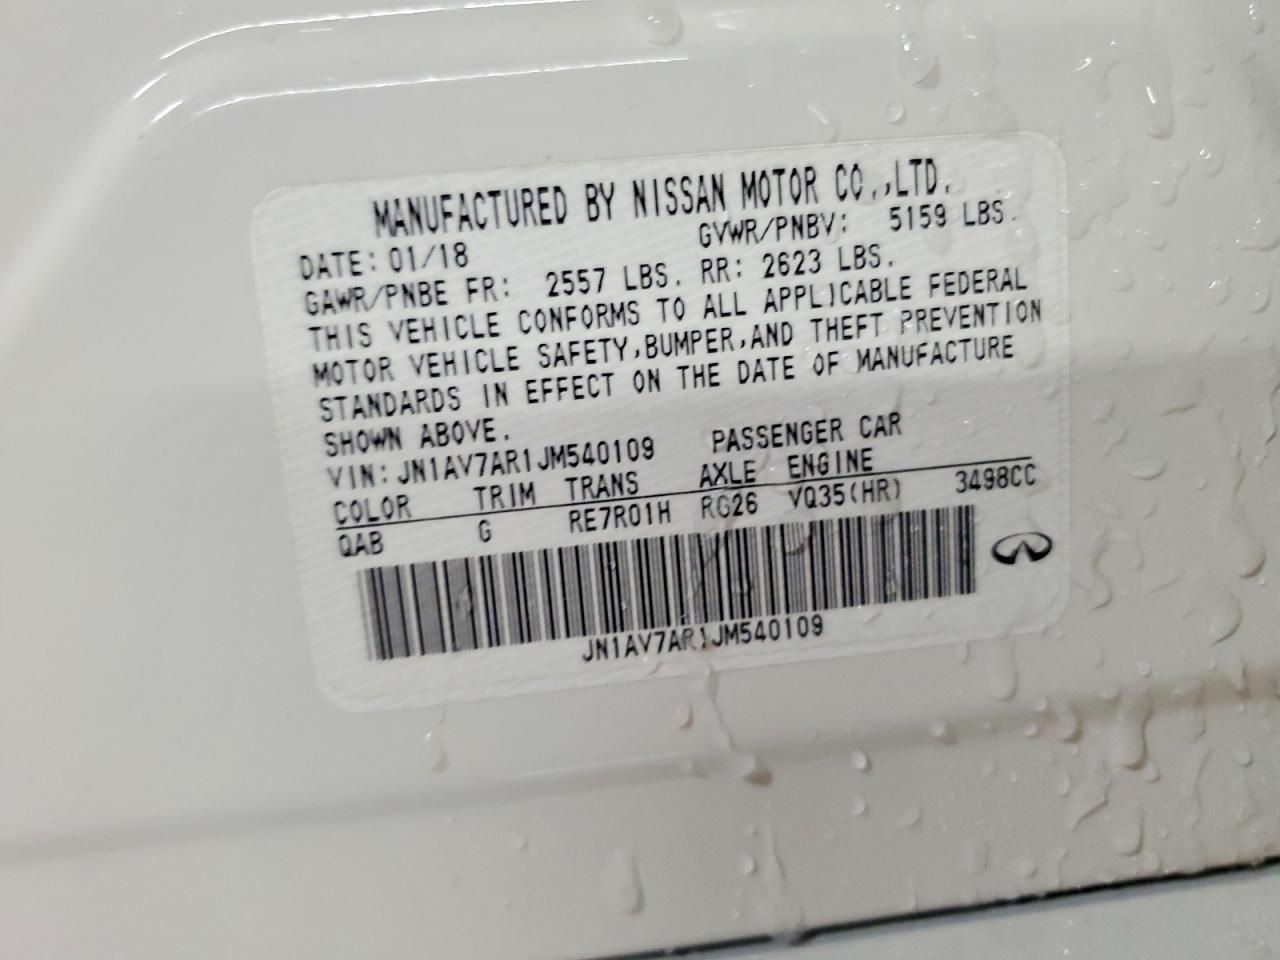 MANUFACTURED BY NISSAN MOTOR CO.,LTD.
DATE: 01/18 GVWR/PNBV: 5159 LBS.
GAWR/PNBE FR: 2557 LBS. RR: 2623 LBS.
THIS VEHICLE CONFORMS TO ALL APPLICABLE FEDERAL
MOTOR VEHICLE SAFETY,BUMPER,AND THEFT PREVENTION
STANDARDS IN EFFECT ON THE DATE OF MANUFACTURE
SHOWN ABOVE.
VIN: JN1AV7AR1JM540109 PASSENGER CAR
COLOR TRIM TRANS AXLE ENGINE
QAB G RE7R01H RG26 VQ35(HR) 3498CC
JN1AV7AR1JM540109